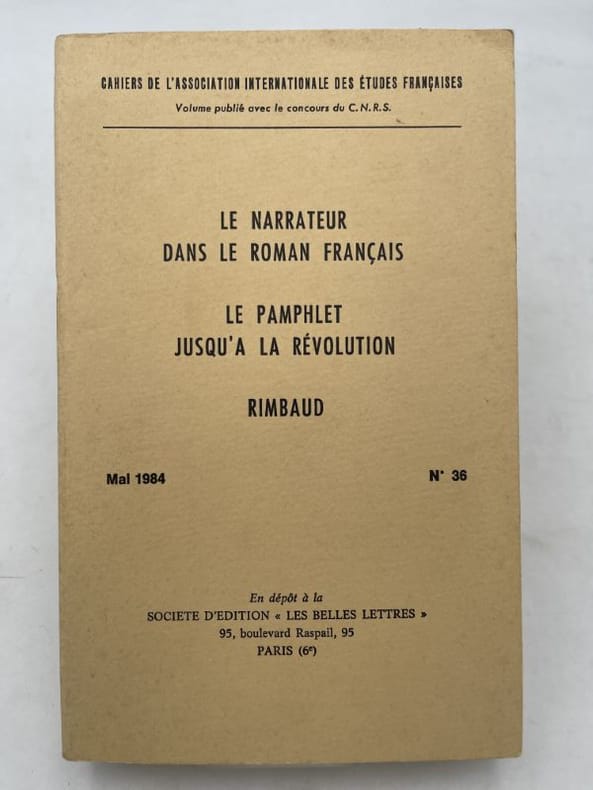 CAHIERS DE L'ASSOCIATION INTERNATIONALE DES ÉTUDES FRANÇAISES
Volume publié avec le concours du C.N.R.S.
LE NARRATEUR
DANS LE ROMAN FRANÇAIS
LE PAMPHLET
JUSQU'A LA RÉVOLUTION
RIMBAUD
Mai 1984
N° 36
En dépôt à la
SOCIETE D'EDITION « LES BELLES LETTRES »
95, boulevard Raspail, 95
PARIS (6e)